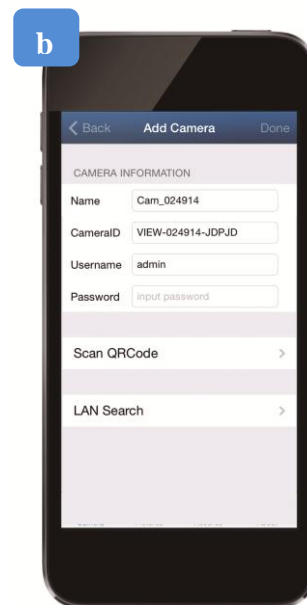 b
Back Add Camera Done
CAMERA INFORMATION
Name Cam_024914
CameraID VIEW-024914-JDPJD
Username admin
Password input password
Scan QRCode
LAN Search